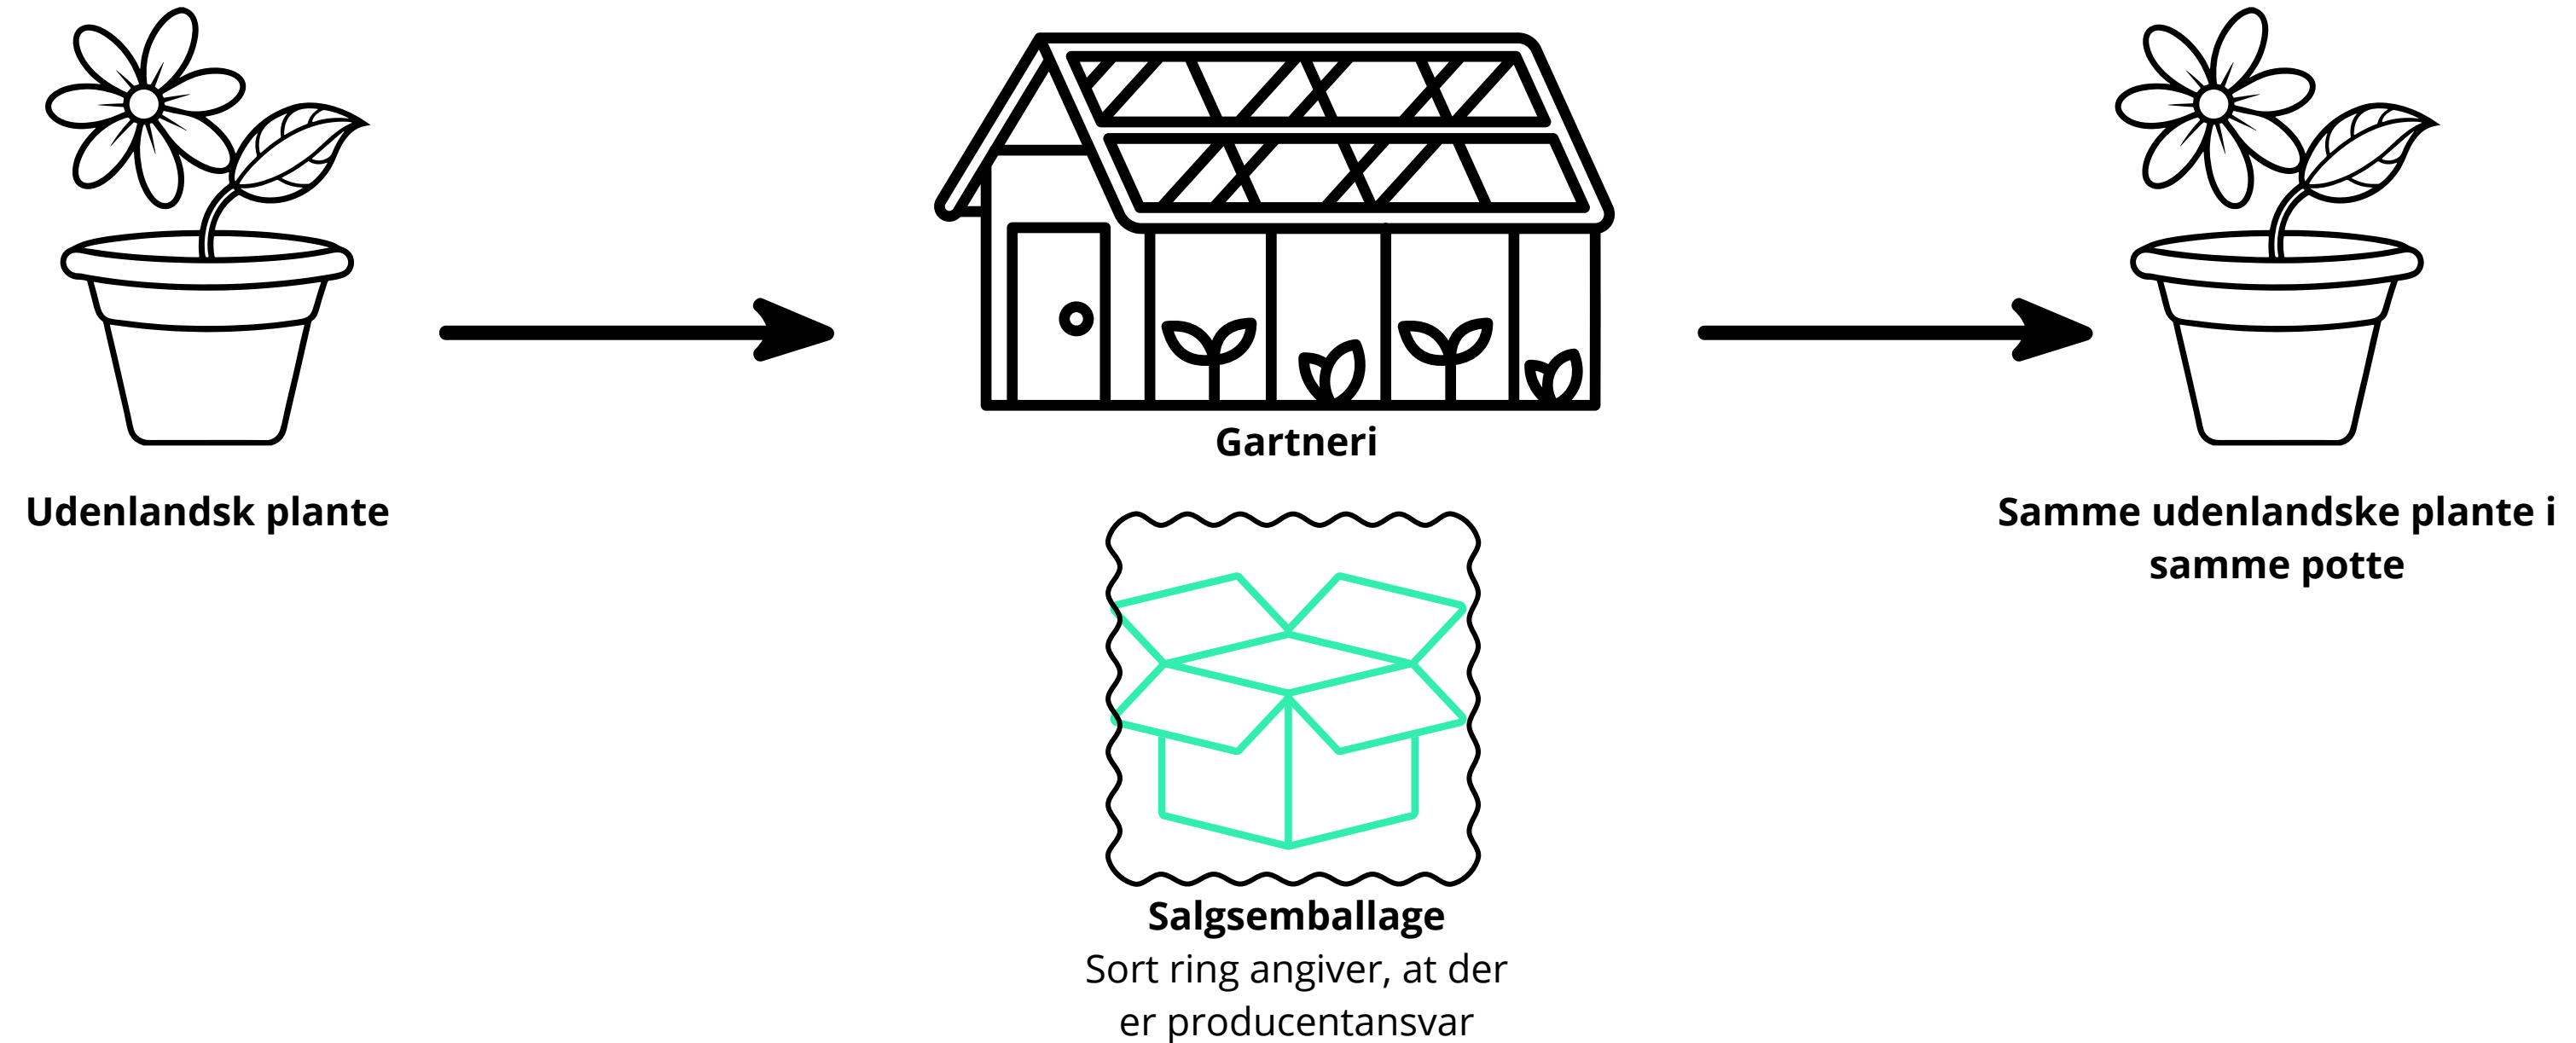 Gartneri
Udenlandsk plante
Samme udenlandske plante i
samme potte
Salgsemballage
Sort ring angiver, at der
er producentansvar